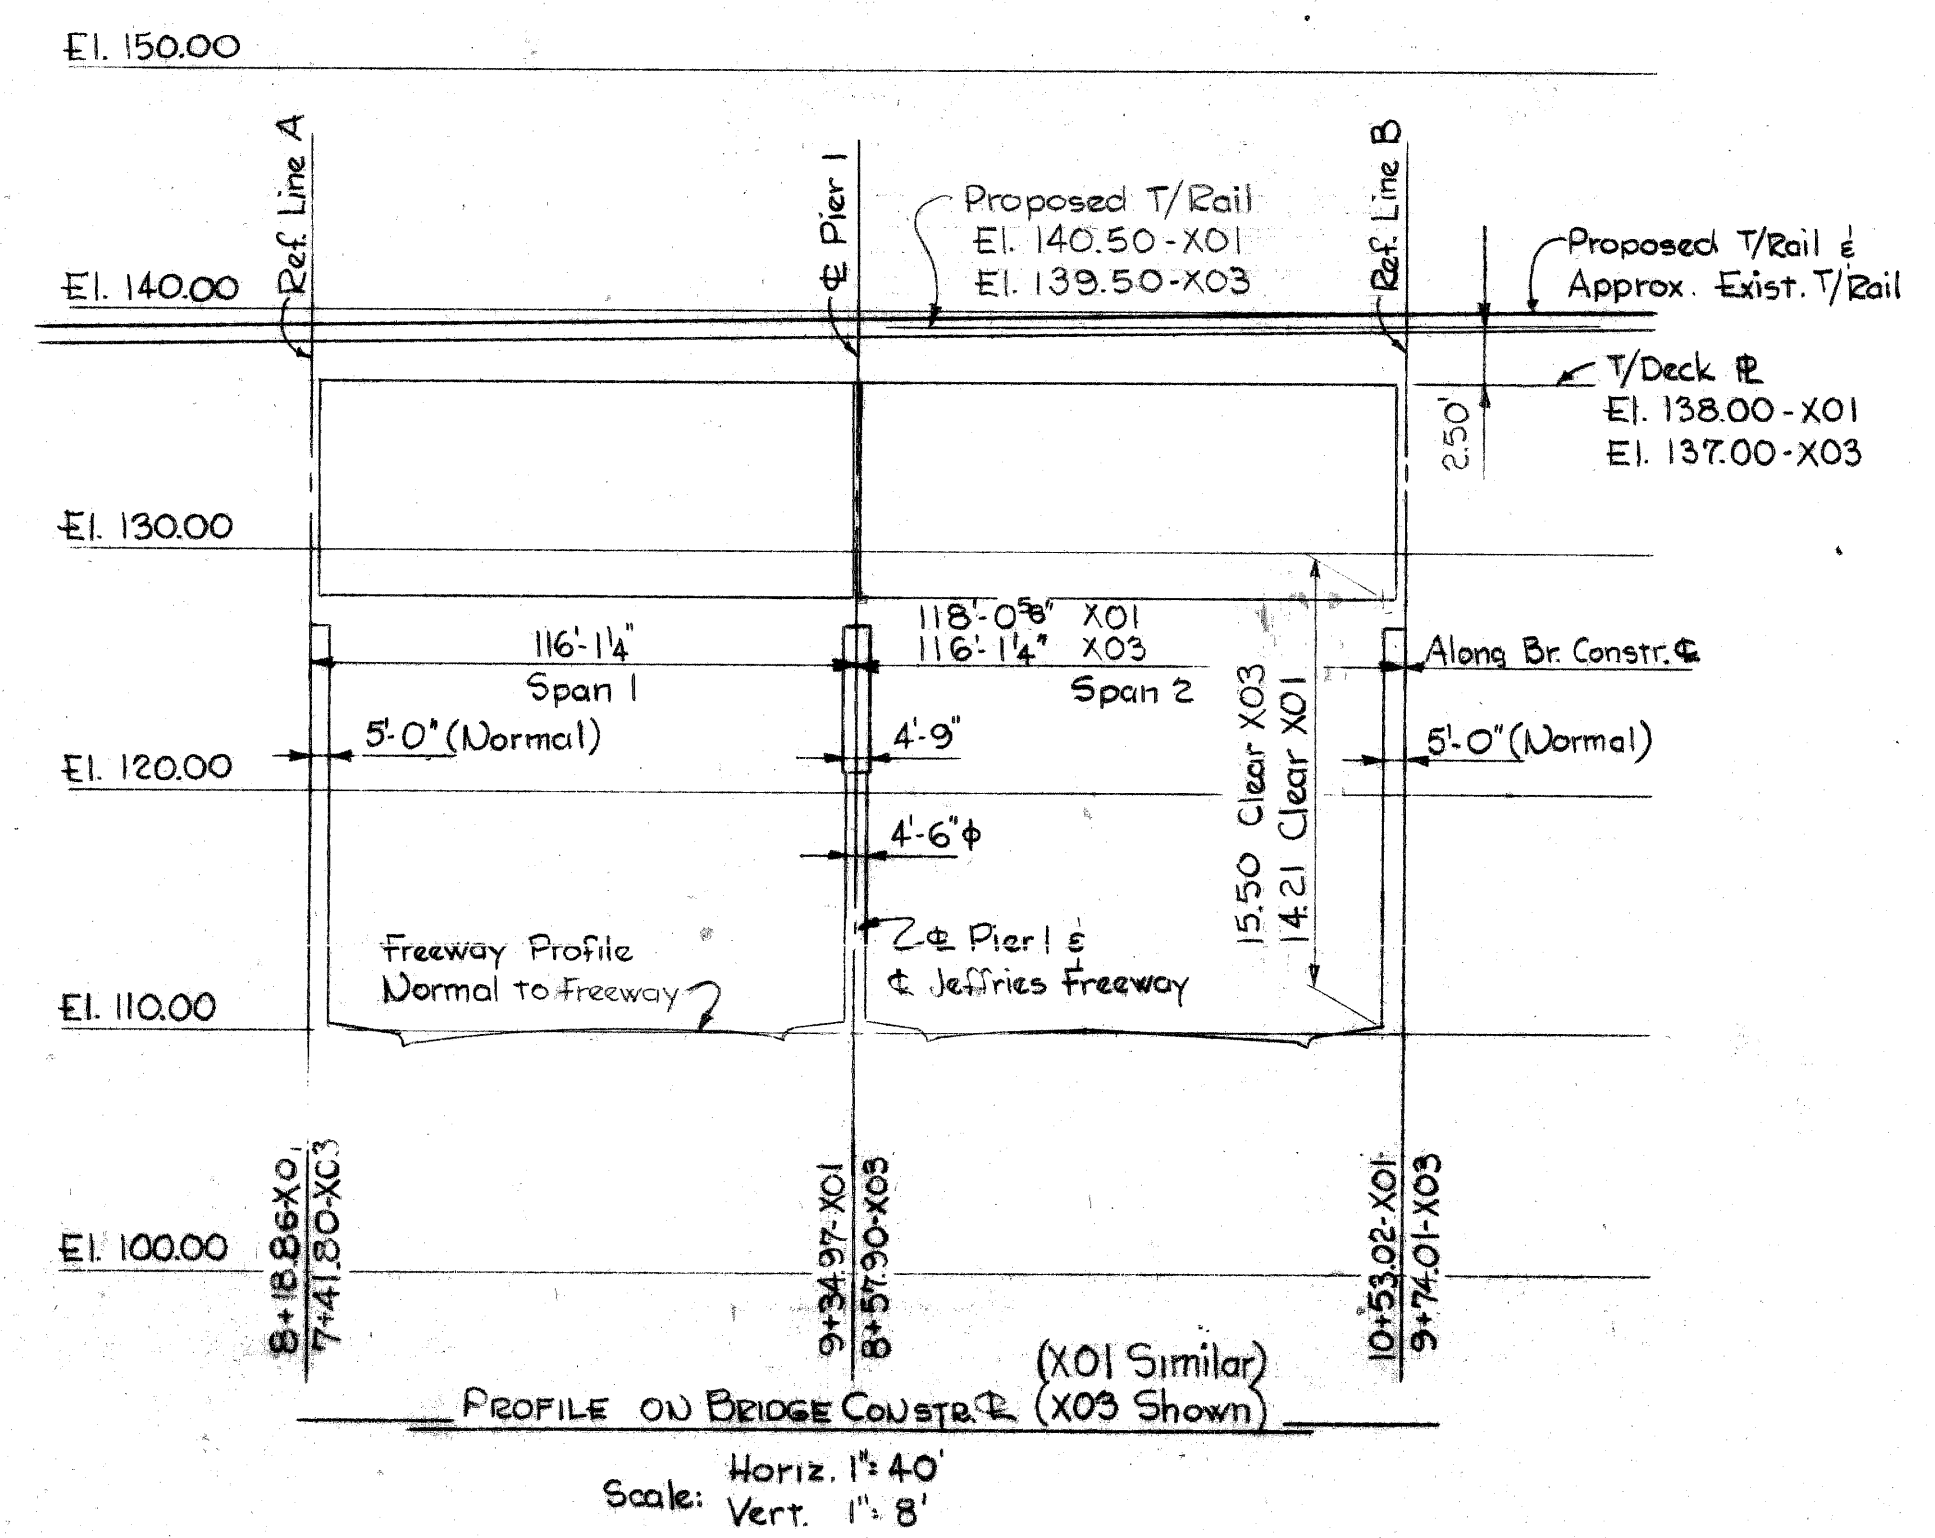 El. 150.00
Ref. Line A
℄ Pier 1
Ref. Line B
Proposed T/Rail
El. 140.50-X01
El. 139.50-X03
Proposed T/Rail &
Approx. Exist. T/Rail
El. 140.00
T/Deck ℙL
El. 138.00-X01
El. 137.00-X03
2.50'
El. 130.00
116'-1¼"
Span 1
118'-0⅝" X01
116'-1¼" X03
Span 2
Along Br. Constr. ℄
5'-0" (Normal)
4'-9"
5'-0" (Normal)
15.50 Clear X03
14.21 Clear X01
El. 120.00
4'-6" ϕ
Freeway Profile
Normal to Freeway
℄ Pier 1 &
℄ Jeffries Freeway
El. 110.00
El. 100.00
8+18.86-X0
7+41.80-X03
9+34.97-X01
8+57.90-X03
10+53.02-X01
9+74.01-X03
(X01 Similar)
PROFILE ON BRIDGE CONSTR. ℄ (X03 Shown)
Scale: Horiz. 1"= 40'
Vert. 1"= 8'